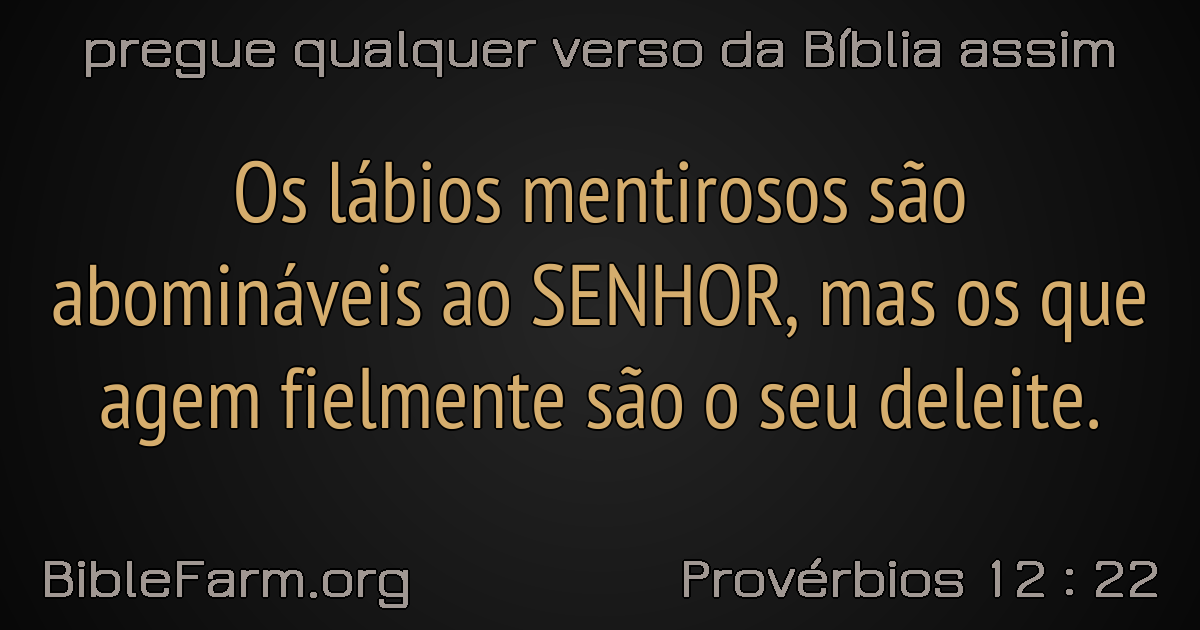 pregue qualquer verso da Bíblia assim
Os lábios mentirosos são
abomináveis ao SENHOR, mas os que
agem fielmente são o seu deleite.
BibleFarm.org
Provérbios 12 : 22